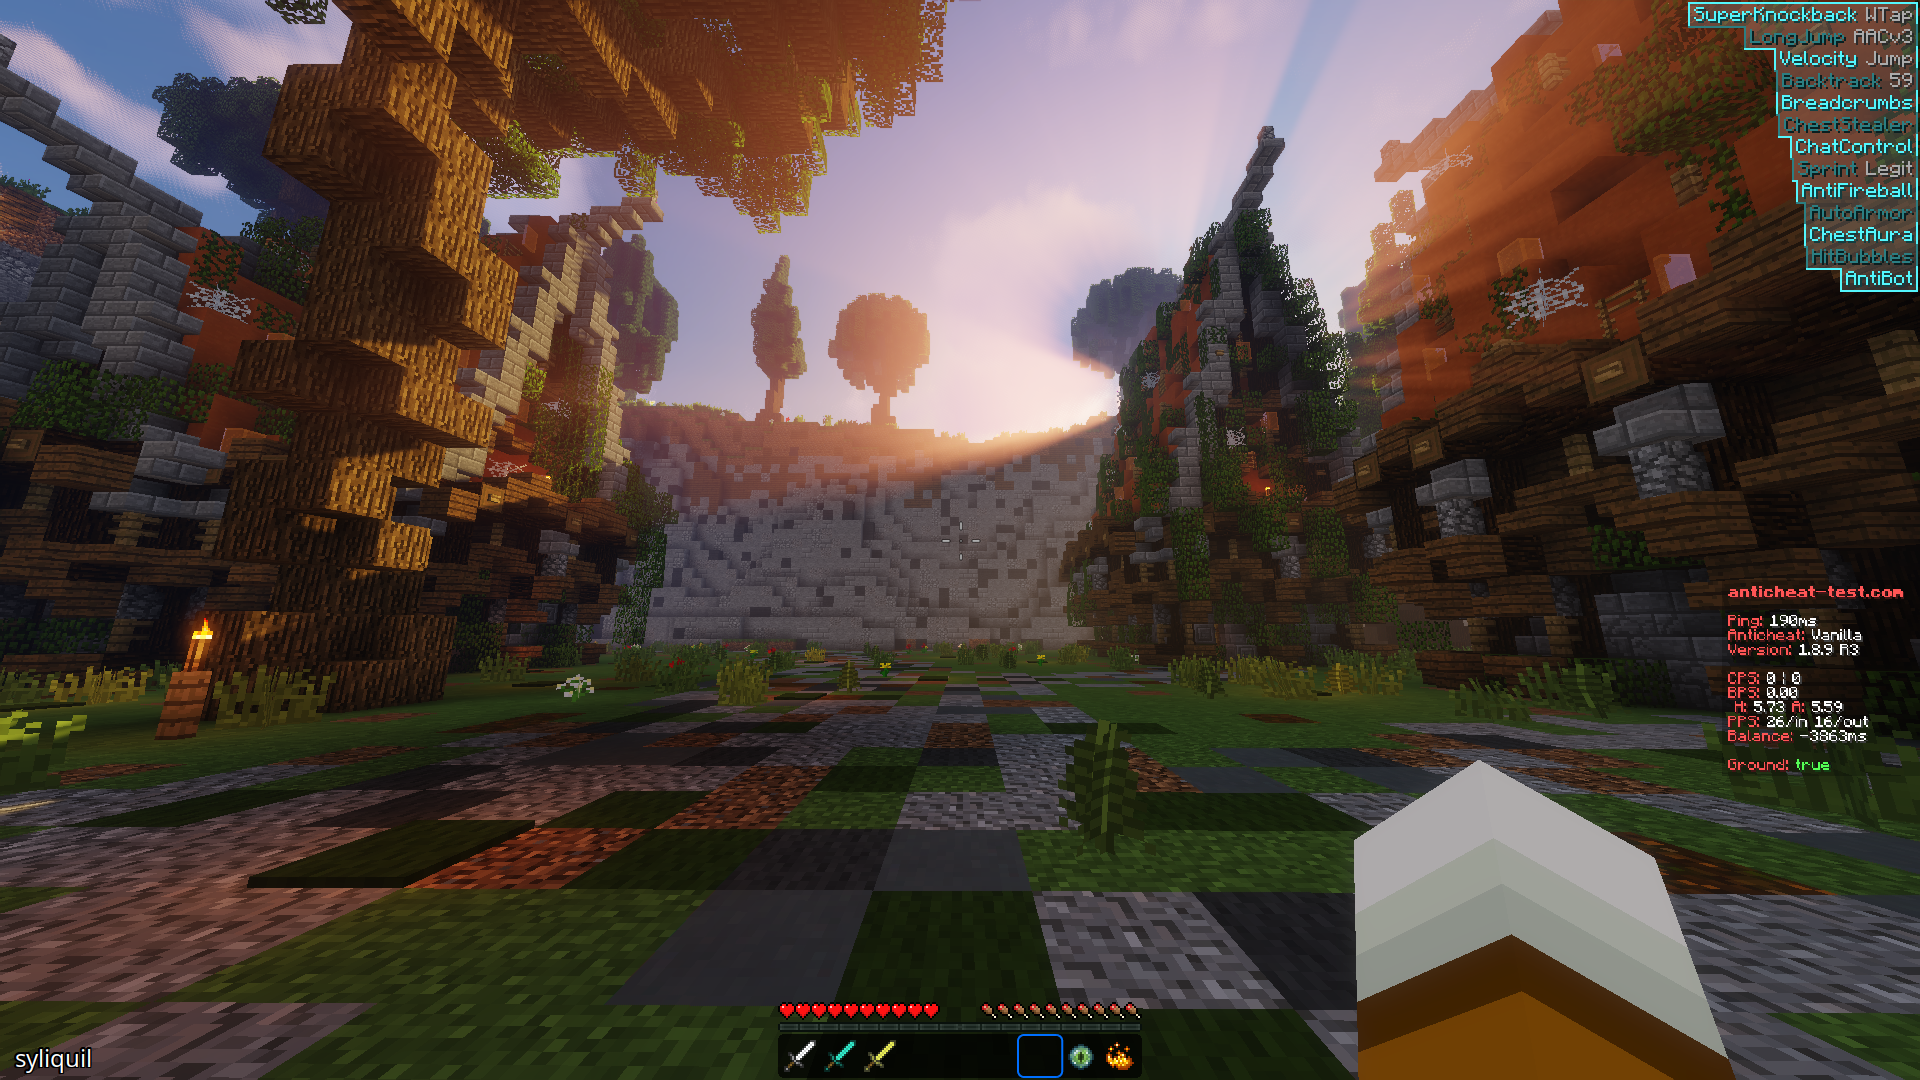 SuperKnockback WTap
LongJump AACv3
Velocity Jump
Backtrack 59
Breadcrumbs
ChestStealer
ChatControl
Sprint Legit
AntiFireball
AutoArmor
ChestAura
HitBubbles
AntiBot
anticheat-test.com
Ping: 190ms
Anticheat: Vanilla
Version: 1.8.9 R3
CPS: 0 | 0
BPS: 0.00
H: 5.73 A: 5.59
PPS: 26/in 16/out
Balance: -3863ms
Ground: true
syliquil